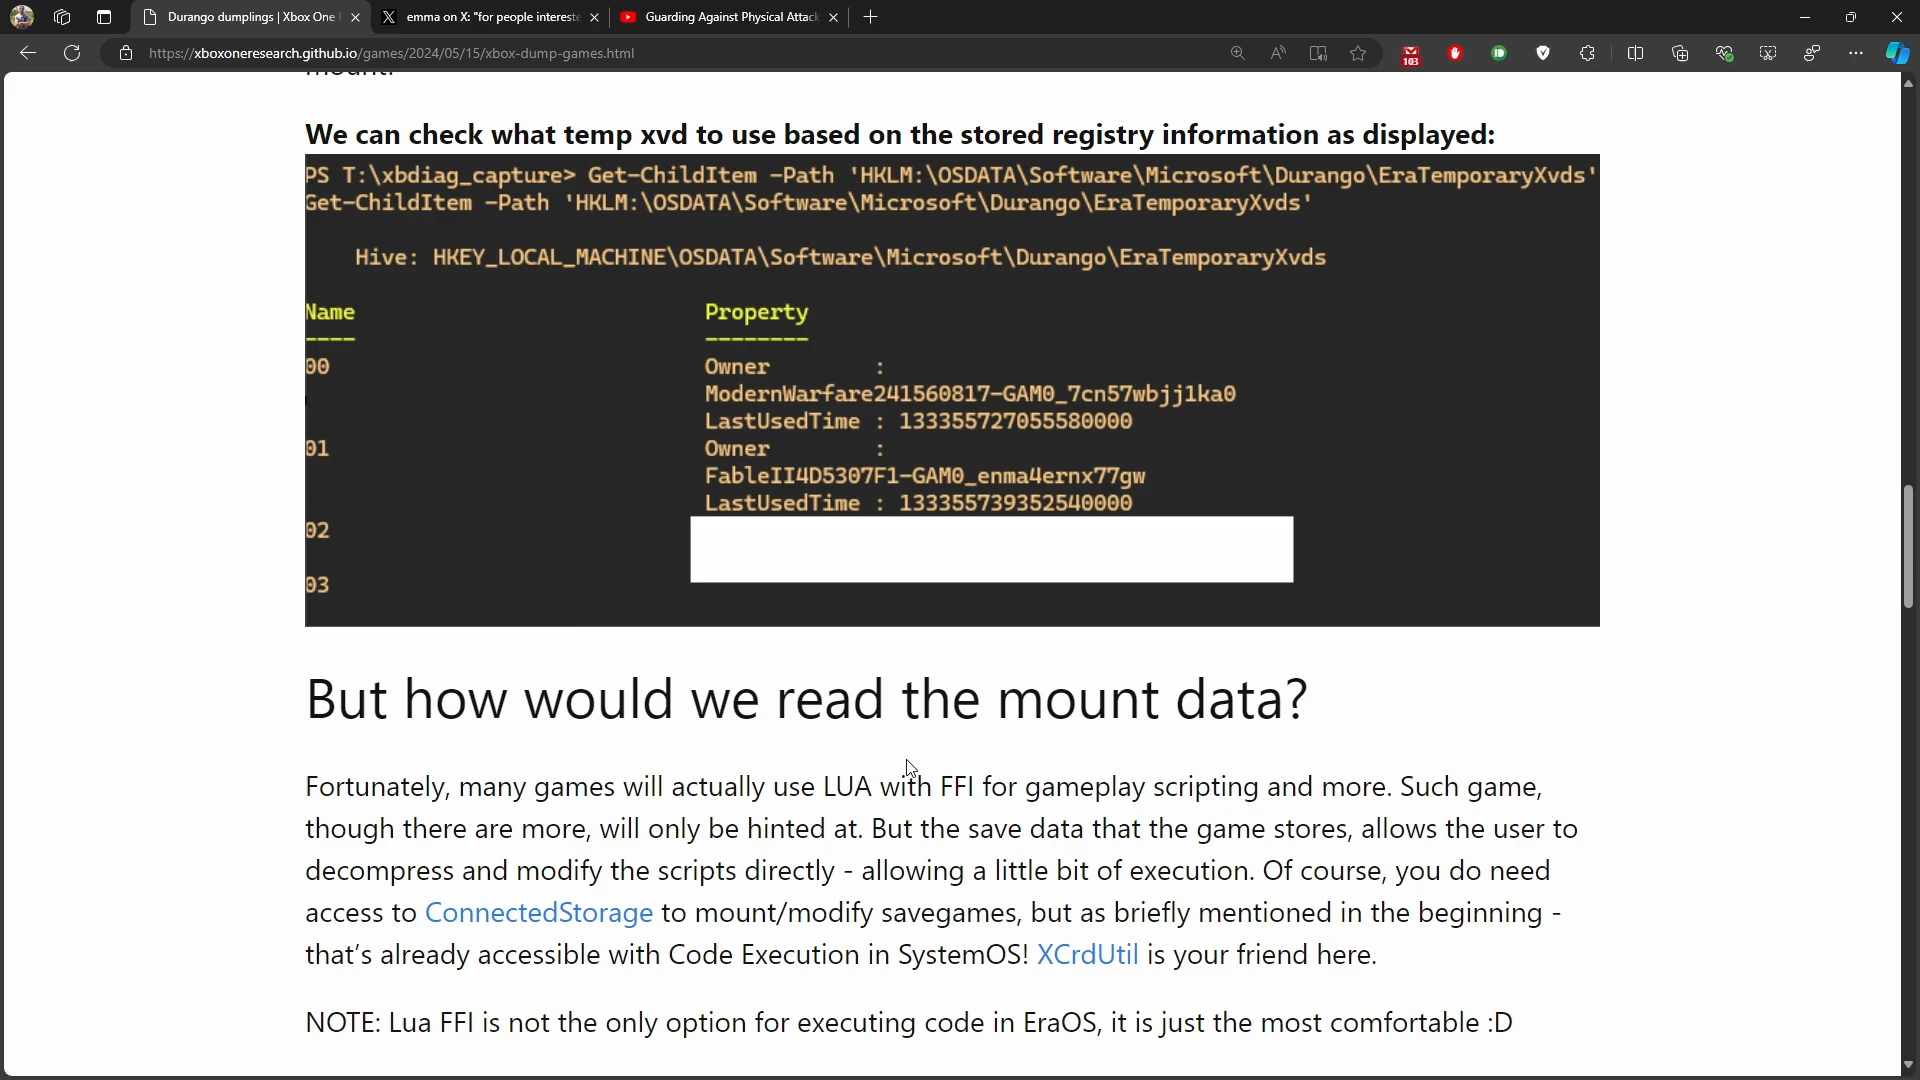 Durango dumplings | Xbox One
emma on X: "for people interest
Guarding Against Physical Attack
https://xboxoneresearch.github.io/games/2024/05/15/xbox-dump-games.html
103
mount.
We can check what temp xvd to use based on the stored registry information as displayed:
PS T:\xbdiag_capture> Get-ChildItem -Path 'HKLM:\OSDATA\Software\Microsoft\Durango\EraTemporaryXvds'
Get-ChildItem -Path 'HKLM:\OSDATA\Software\Microsoft\Durango\EraTemporaryXvds'
Hive: HKEY_LOCAL_MACHINE\OSDATA\Software\Microsoft\Durango\EraTemporaryXvds
Name Property
---- --------
00 Owner :
ModernWarfare241560817-GAM0_7cn57wbjj1ka0
LastUsedTime : 133355727055580000
01 Owner :
FableII4D5307F1-GAM0_enma4ernx77gw
LastUsedTime : 133355739352540000
02
03
But how would we read the mount data?
Fortunately, many games will actually use LUA with FFI for gameplay scripting and more. Such game,
though there are more, will only be hinted at. But the save data that the game stores, allows the user to
decompress and modify the scripts directly - allowing a little bit of execution. Of course, you do need
access to ConnectedStorage to mount/modify savegames, but as briefly mentioned in the beginning -
that's already accessible with Code Execution in SystemOS! XCrdUtil is your friend here.
NOTE: Lua FFI is not the only option for executing code in EraOS, it is just the most comfortable :D